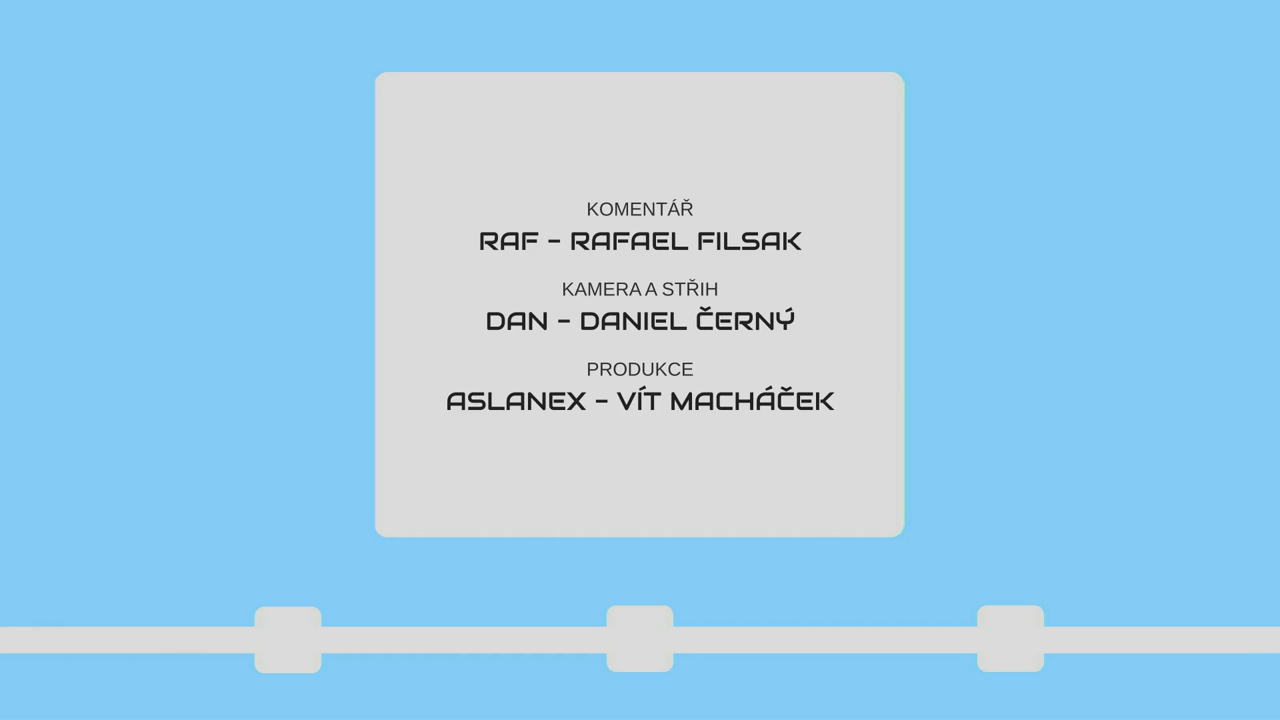 KOMENTÁŘ
RAF - RAFAEL FILSAK
KAMERA A STŘIH
DAN - DANIEL ČERNÝ
PRODUKCE
ASLANEX - VÍT MACHÁČEK